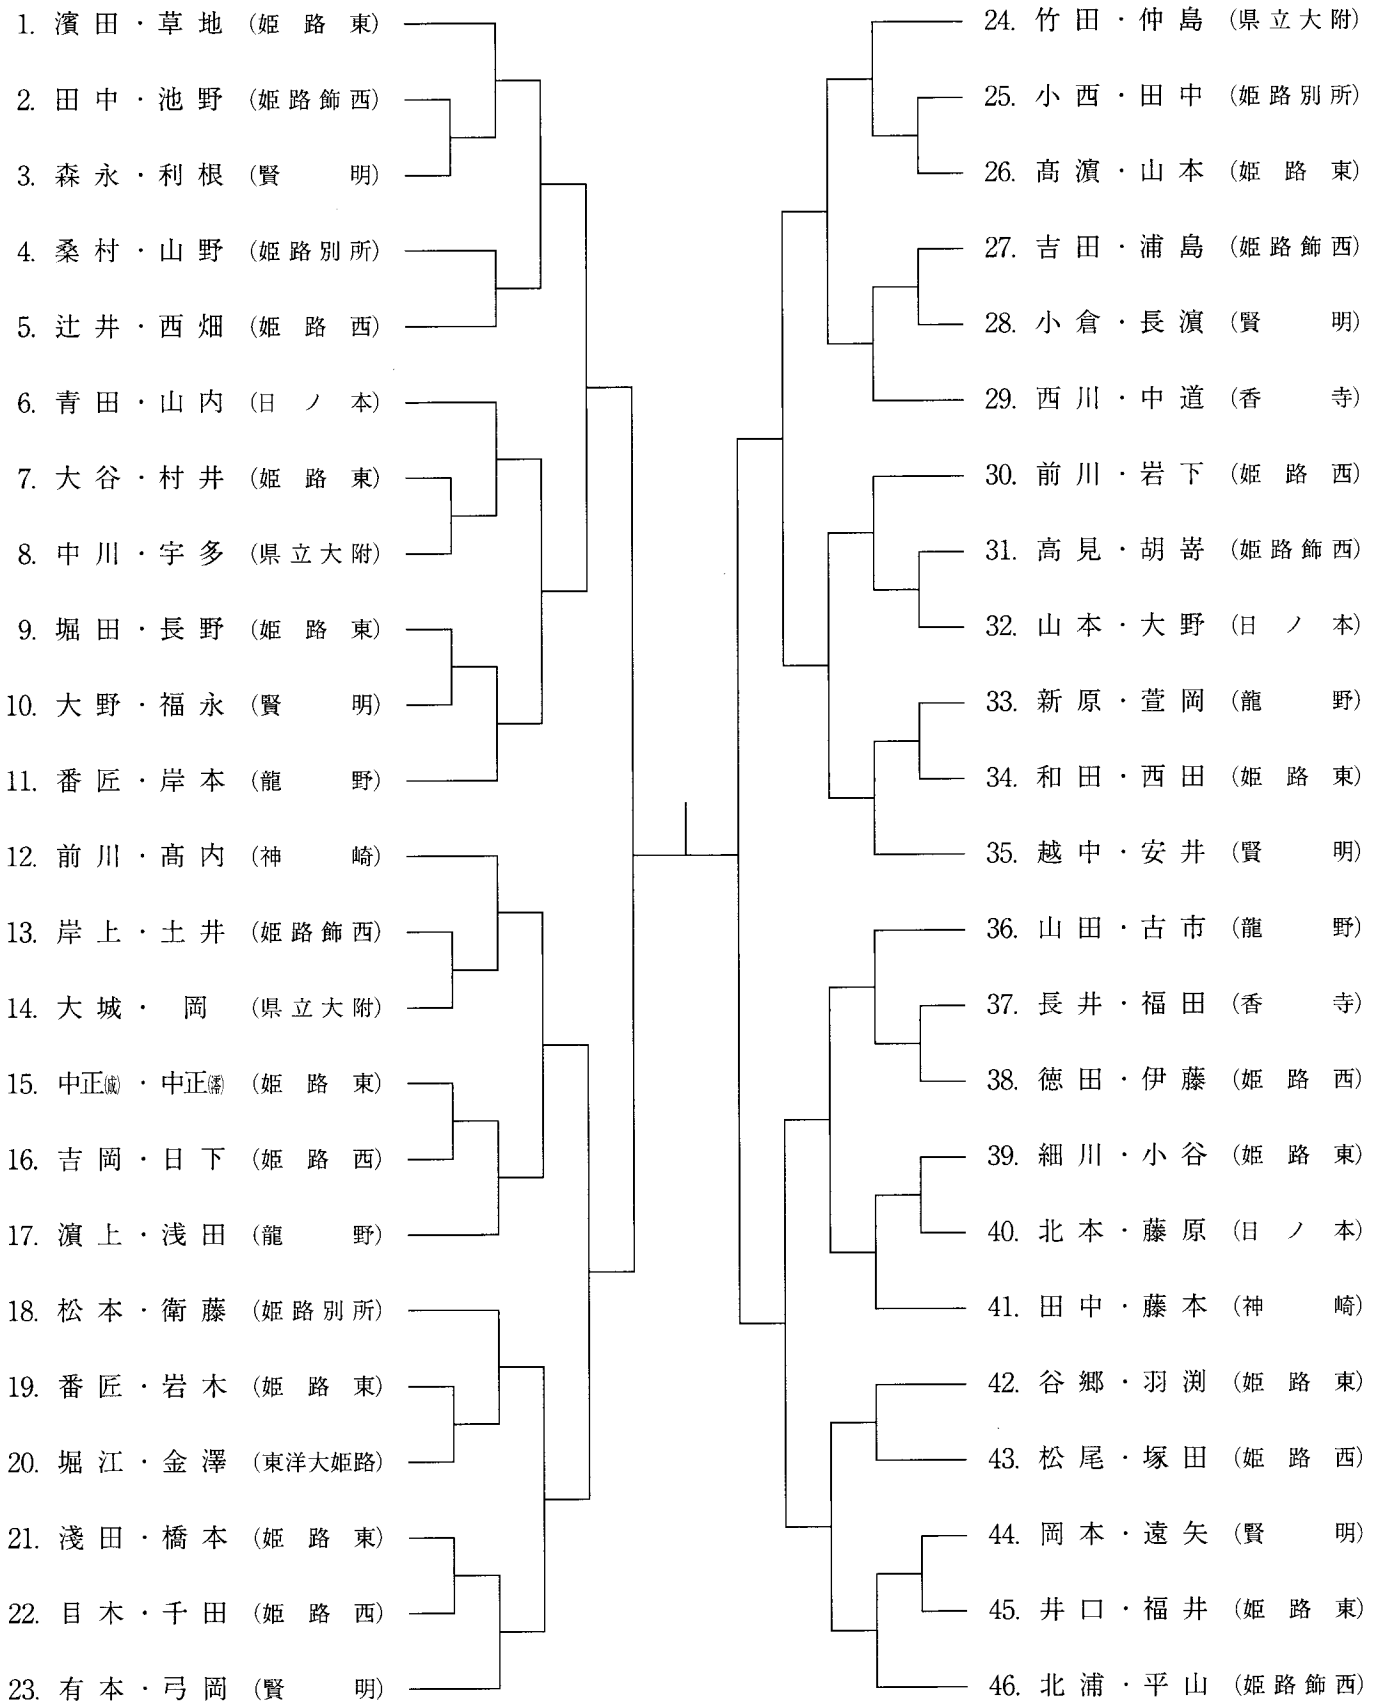 1. 濱田・草地 (姫路東)
2. 田中・池野 (姫路飾西)
3. 森永・利根 (賢明)
4. 桑村・山野 (姫路別所)
5. 辻井・西畑 (姫路西)
6. 青田・山内 (日ノ本)
7. 大谷・村井 (姫路東)
8. 中川・宇多 (県立大附)
9. 堀田・長野 (姫路東)
10. 大野・福永 (賢明)
11. 番匠・岸本 (龍野)
12. 前川・髙内 (神崎)
13. 岸上・土井 (姫路飾西)
14. 大城・岡 (県立大附)
15. 中正・中正 (姫路東)
16. 吉岡・日下 (姫路西)
17. 濵上・浅田 (龍野)
18. 松本・衛藤 (姫路別所)
19. 番匠・岩木 (姫路東)
20. 堀江・金澤 (東洋大姫路)
21. 淺田・橋本 (姫路東)
22. 目木・千田 (姫路西)
23. 有本・弓岡 (賢明)
24. 竹田・仲島 (県立大附)
25. 小西・田中 (姫路別所)
26. 髙濵・山本 (姫路東)
27. 吉田・浦島 (姫路飾西)
28. 小倉・長濵 (賢明)
29. 西川・中道 (香寺)
30. 前川・岩下 (姫路西)
31. 高見・胡嵜 (姫路飾西)
32. 山本・大野 (日ノ本)
33. 新原・萱岡 (龍野)
34. 和田・西田 (姫路東)
35. 越中・安井 (賢明)
36. 山田・古市 (龍野)
37. 長井・福田 (香寺)
38. 徳田・伊藤 (姫路西)
39. 細川・小谷 (姫路東)
40. 北本・藤原 (日ノ本)
41. 田中・藤本 (神崎)
42. 谷郷・羽渕 (姫路東)
43. 松尾・塚田 (姫路西)
44. 岡本・遠矢 (賢明)
45. 井口・福井 (姫路東)
46. 北浦・平山 (姫路飾西)